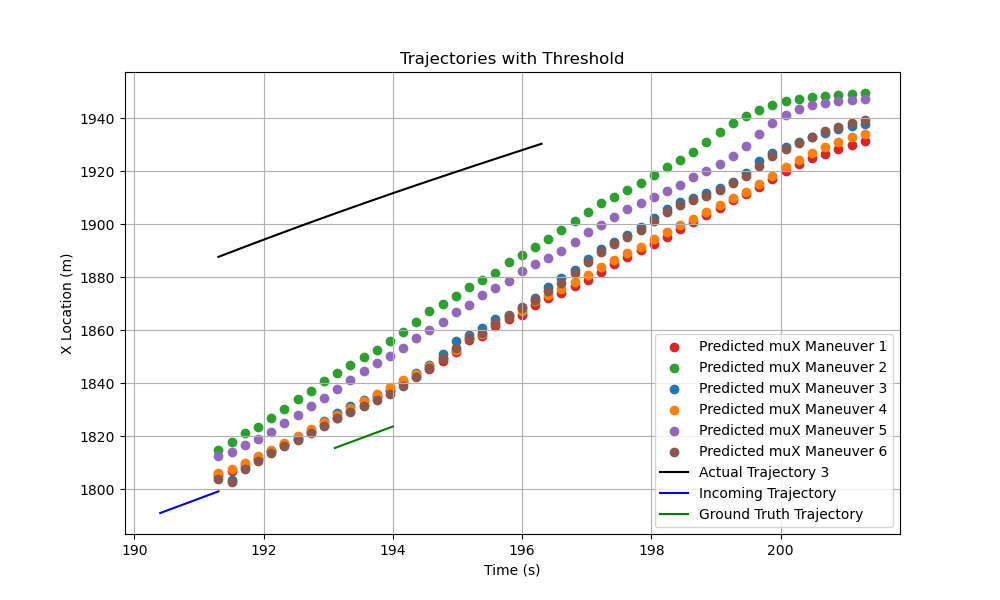 Trajectories with Threshold
X Location (m)
1940
1920
1900
1880
1860
1840
1820
1800
Predicted muX Maneuver 1
Predicted muX Maneuver 2
Predicted muX Maneuver 3
Predicted muX Maneuver 4
Predicted muX Maneuver 5
Predicted muX Maneuver 6
Actual Trajectory 3
Incoming Trajectory
Ground Truth Trajectory
190 192 194 196 198 200
Time (s)